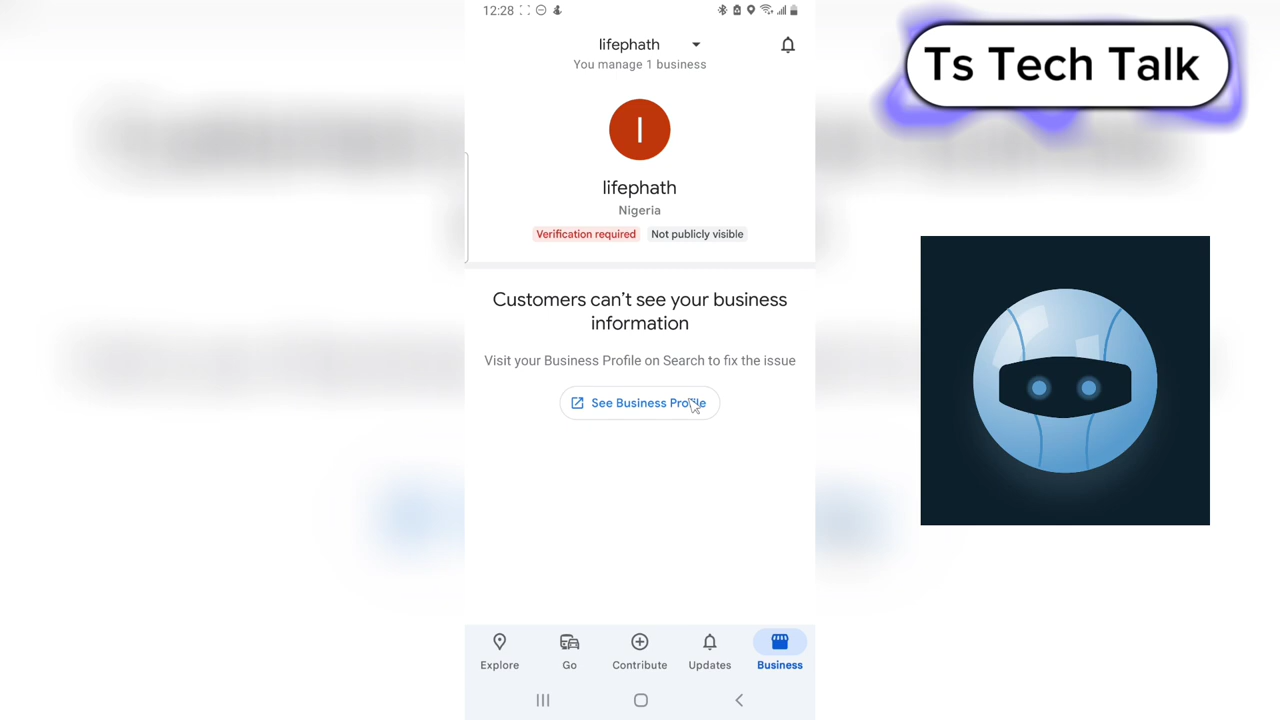 12:28
lifephath
You manage 1 business
Ts Tech Talk
l
lifephath
Nigeria
Verification required Not publicly visible
Customers can’t see your business
information
Visit your Business Profile on Search to fix the issue
See Business Profile
Explore Go Contribute Updates Business